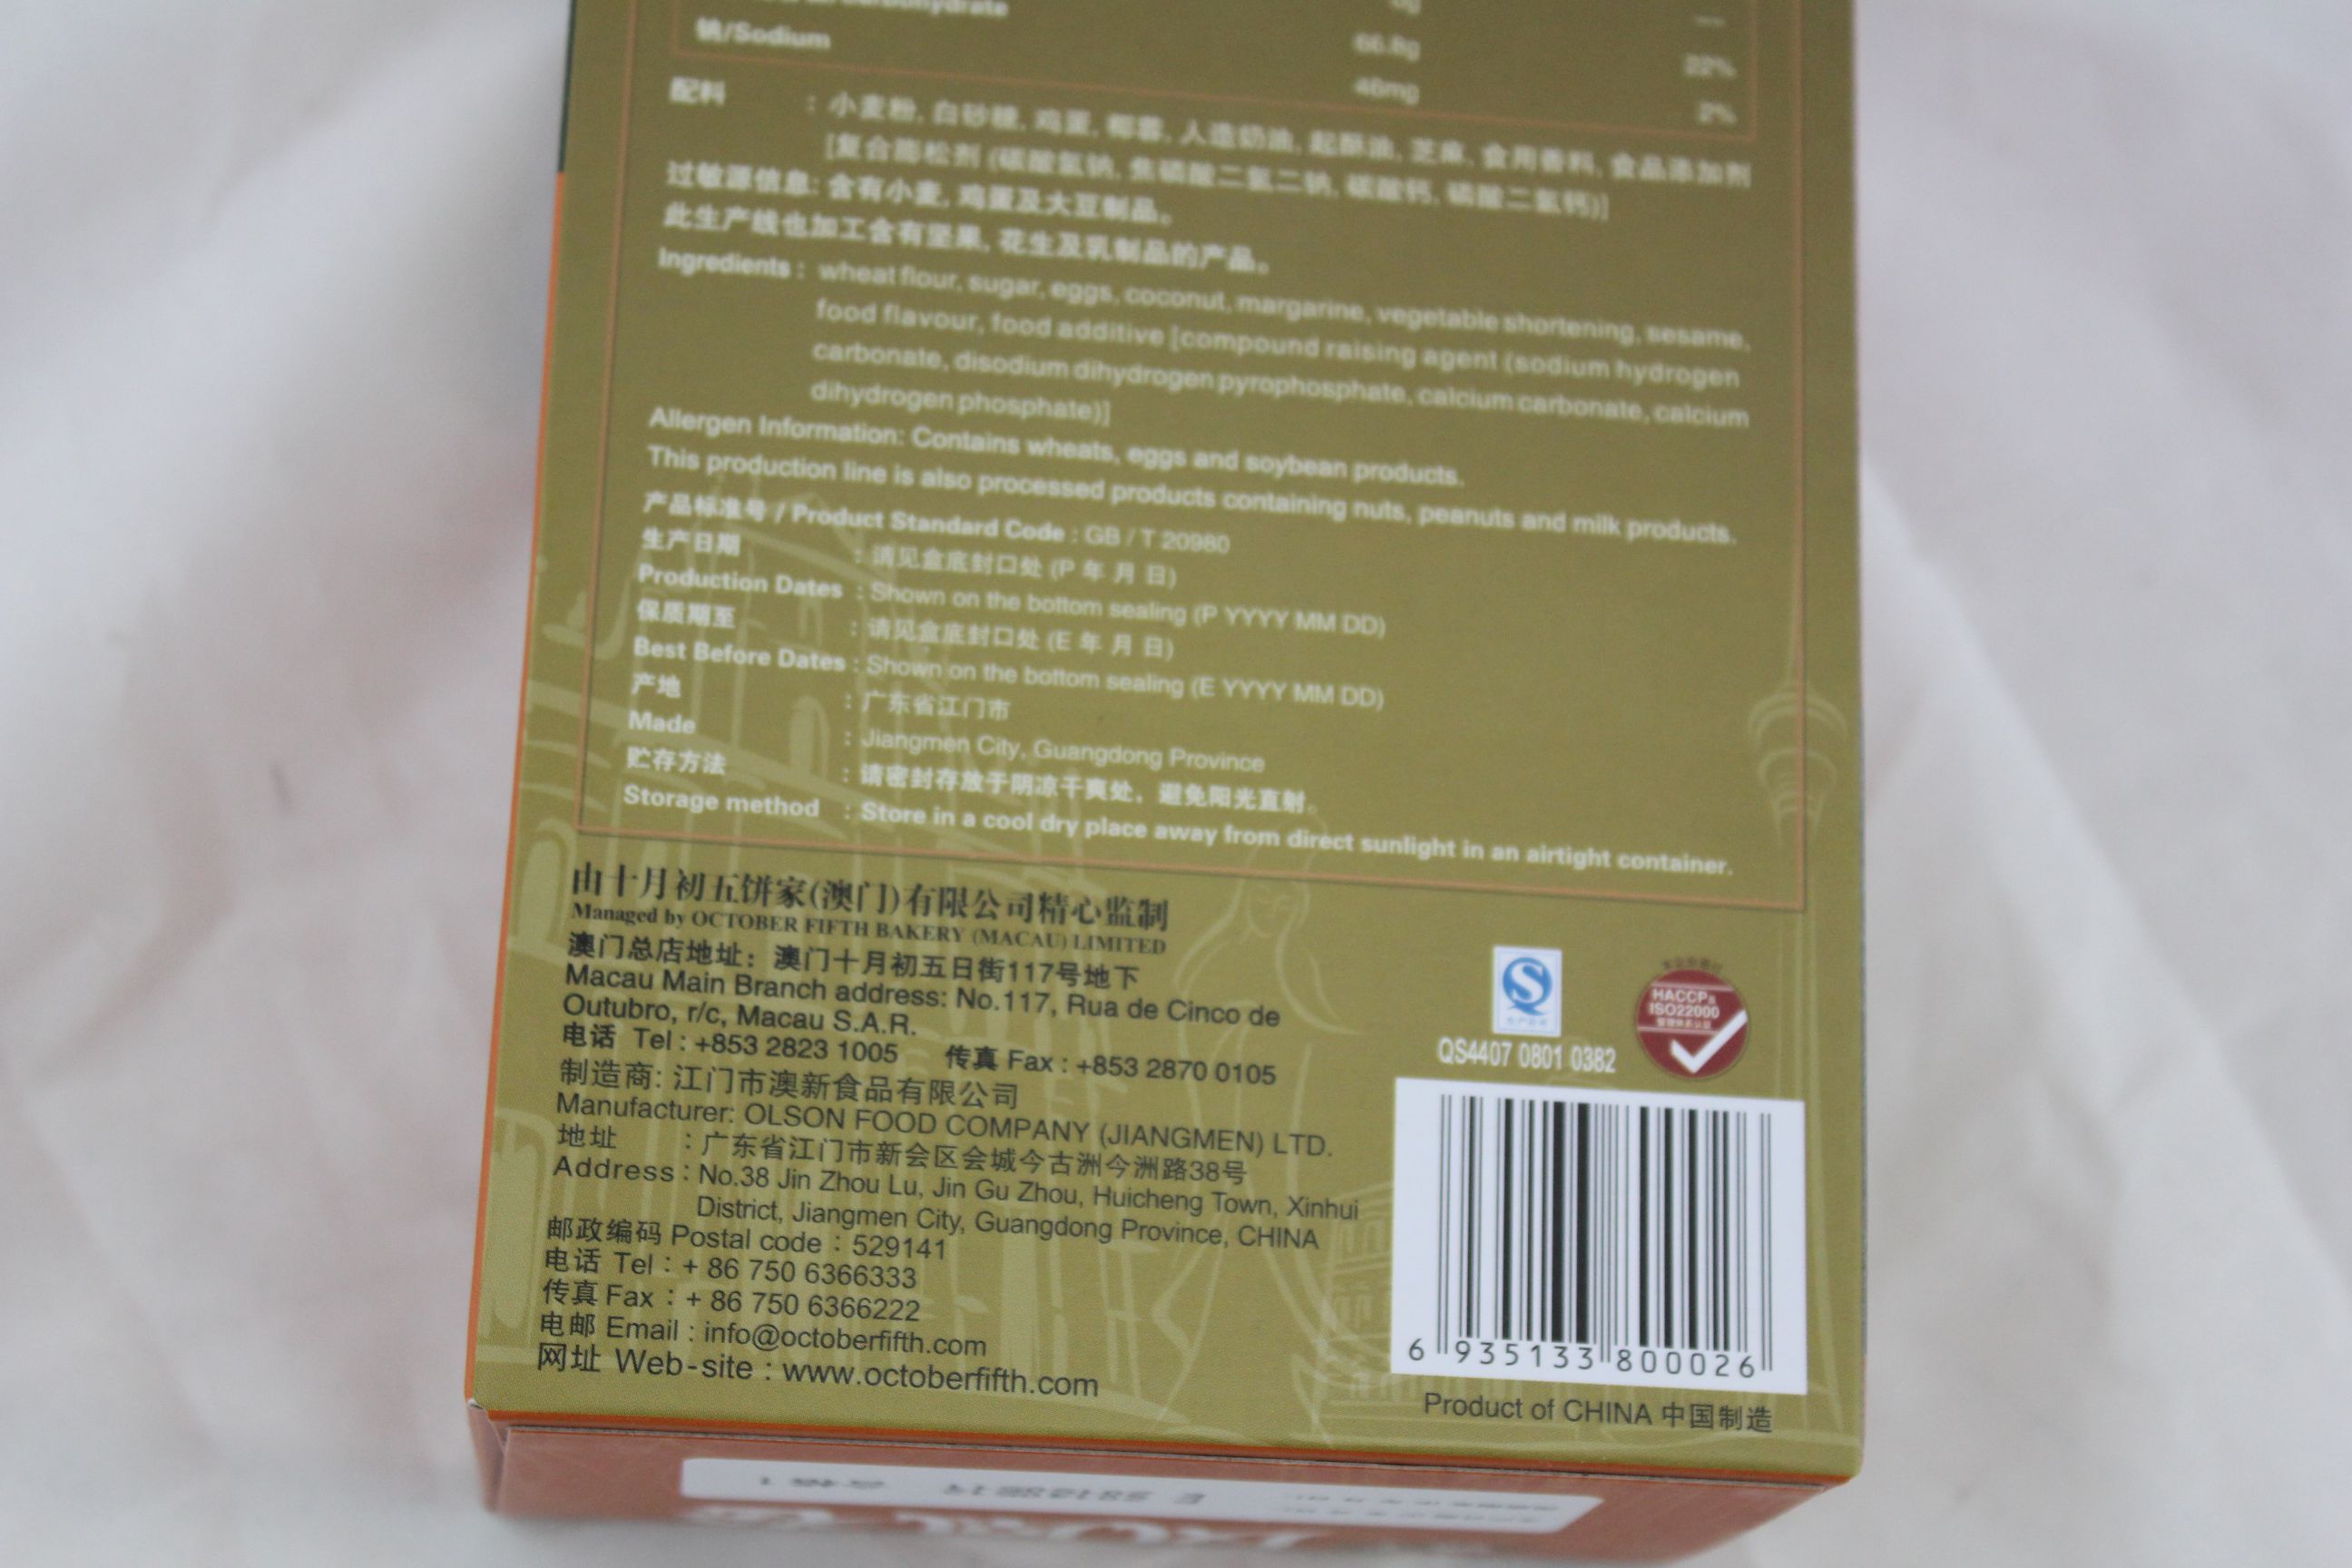 钠/Sodium 66.8g 22%
46mg 2%
配料 : 小麦粉, 白砂糖, 鸡蛋, 椰蓉, 人造奶油, 起酥油, 芝麻, 食用香料, 食品添加剂
[复合膨松剂 (碳酸氢钠, 焦磷酸二氢二钠, 碳酸钙, 磷酸二氢钙)]
过敏源信息: 含有小麦, 鸡蛋及大豆制品。
此生产线也加工含有坚果, 花生及乳制品的产品。
Ingredients : wheat flour, sugar, eggs, coconut, margarine, vegetable shortening, sesame,
food flavour, food additive [compound raising agent (sodium hydrogen
carbonate, disodium dihydrogen pyrophosphate, calcium carbonate, calcium
dihydrogen phosphate)]
Allergen Information: Contains wheats, eggs and soybean products.
This production line is also processed products containing nuts, peanuts and milk products.
产品标准号 / Product Standard Code : GB / T 20980
生产日期 : 请见盒底封口处 (P 年 月 日)
Production Dates : Shown on the bottom sealing (P YYYY MM DD)
保质期至 : 请见盒底封口处 (E 年 月 日)
Best Before Dates : Shown on the bottom sealing (E YYYY MM DD)
产地 : 广东省江门市
Made : Jiangmen City, Guangdong Province
贮存方法 : 请密封存放于阴凉干爽处，避免阳光直射。
Storage method : Store in a cool dry place away from direct sunlight in an airtight container.
由十月初五饼家(澳门)有限公司精心监制
Managed by OCTOBER FIFTH BAKERY (MACAU) LIMITED
澳门总店地址：澳门十月初五日街117号地下
Macau Main Branch address: No.117, Rua de Cinco de
Outubro, r/c, Macau S.A.R.
电话 Tel : +853 2823 1005 传真 Fax : +853 2870 0105
制造商: 江门市澳新食品有限公司
Manufacturer: OLSON FOOD COMPANY (JIANGMEN) LTD.
地址 : 广东省江门市新会区会城今古洲今洲路38号
Address : No.38 Jin Zhou Lu, Jin Gu Zhou, Huicheng Town, Xinhui
District, Jiangmen City, Guangdong Province, CHINA
邮政编码 Postal code : 529141
电话 Tel : + 86 750 6366333
传真 Fax : + 86 750 6366222
电邮 Email : info@octoberfifth.com
网址 Web-site : www.octoberfifth.com
QS4407 0801 0382
HACCP&
ISO22000
管理体系认证
6 935133 800026
Product of CHINA 中国制造